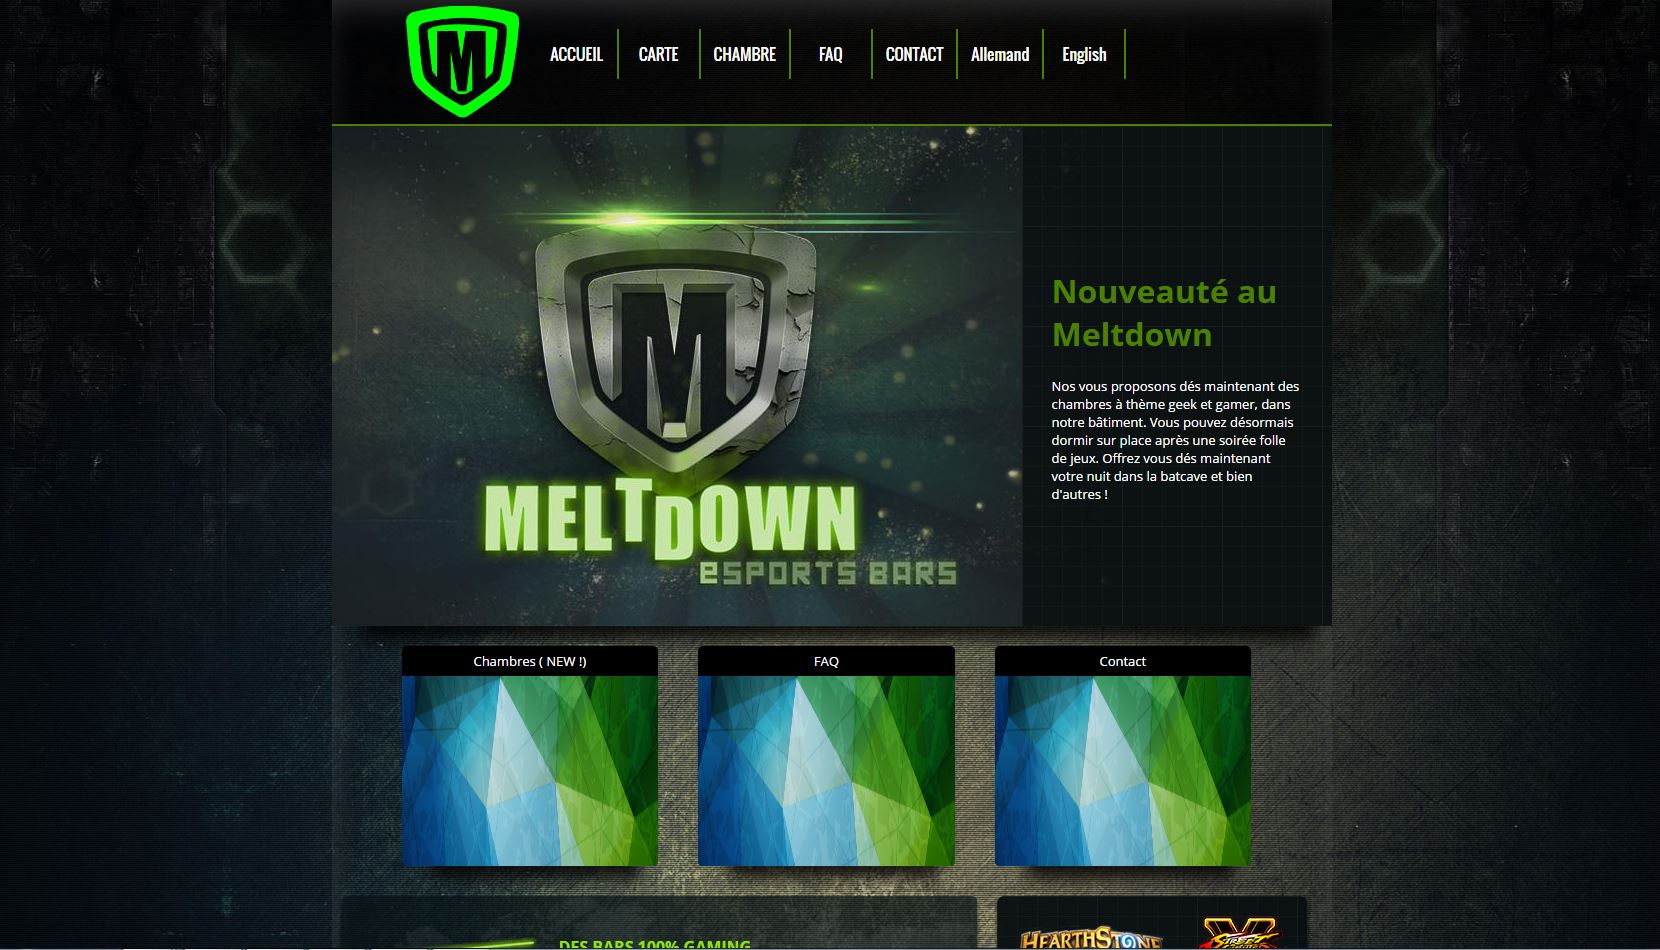 M
ACCUEIL CARTE CHAMBRE FAQ CONTACT Allemand English
M
MELTDOWN
eSPORTS BARS
Nouveauté au
Meltdown
Nos vous proposons dés maintenant des
chambres à thème geek et gamer, dans
notre bâtiment. Vous pouvez désormais
dormir sur place après une soirée folle
de jeux. Offrez vous dés maintenant
votre nuit dans la batcave et bien
d'autres !
Chambres ( NEW !) FAQ Contact
DES BARS 100% GAMING
HEARTHSTONE
STREET FIGHTER V